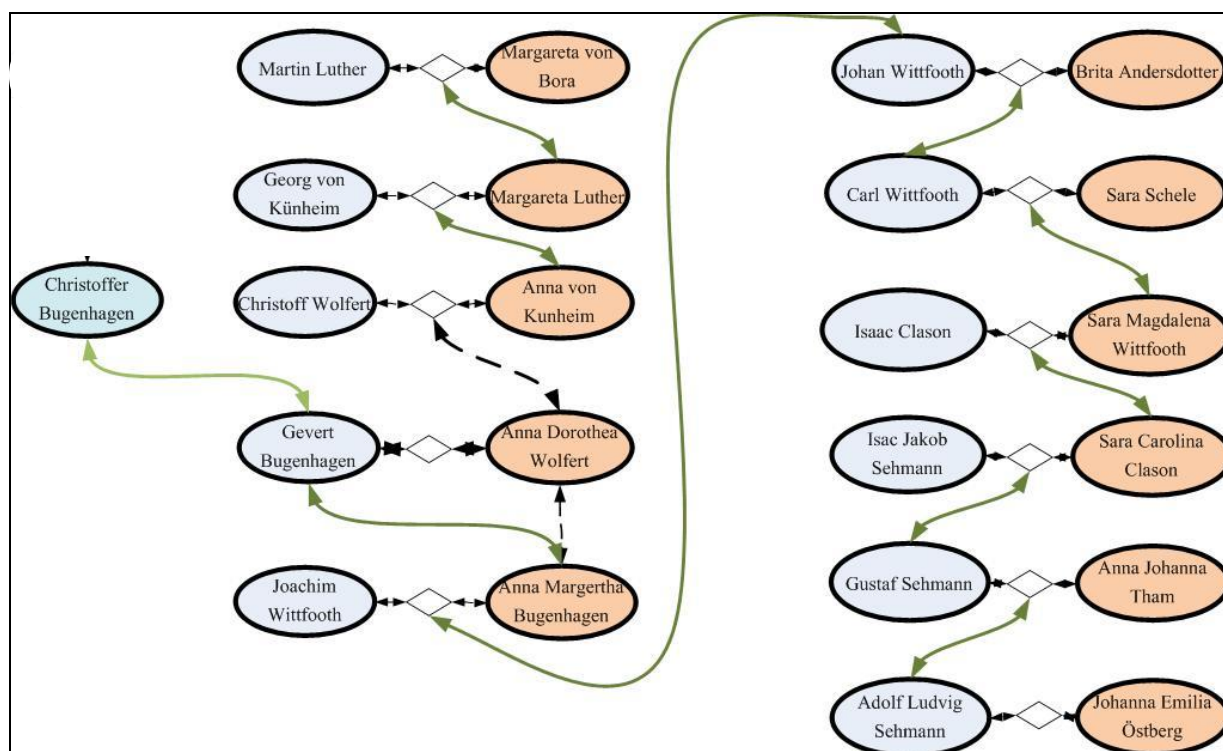 Martin Luther
Margareta von
Bora
Georg von
Künheim
Margareta Luther
Christoffer
Bugenhagen
Christoff Wolfert
Anna von
Kunheim
Gevert
Bugenhagen
Anna Dorothea
Wolfert
Joachim
Wittfooth
Anna Margertha
Bugenhagen
Johan Wittfooth
Brita Andersdotter
Carl Wittfooth
Sara Schele
Isaac Clason
Sara Magdalena
Wittfooth
Isac Jakob
Sehmann
Sara Carolina
Clason
Gustaf Sehmann
Anna Johanna
Tham
Adolf Ludvig
Sehmann
Johanna Emilia
Östberg